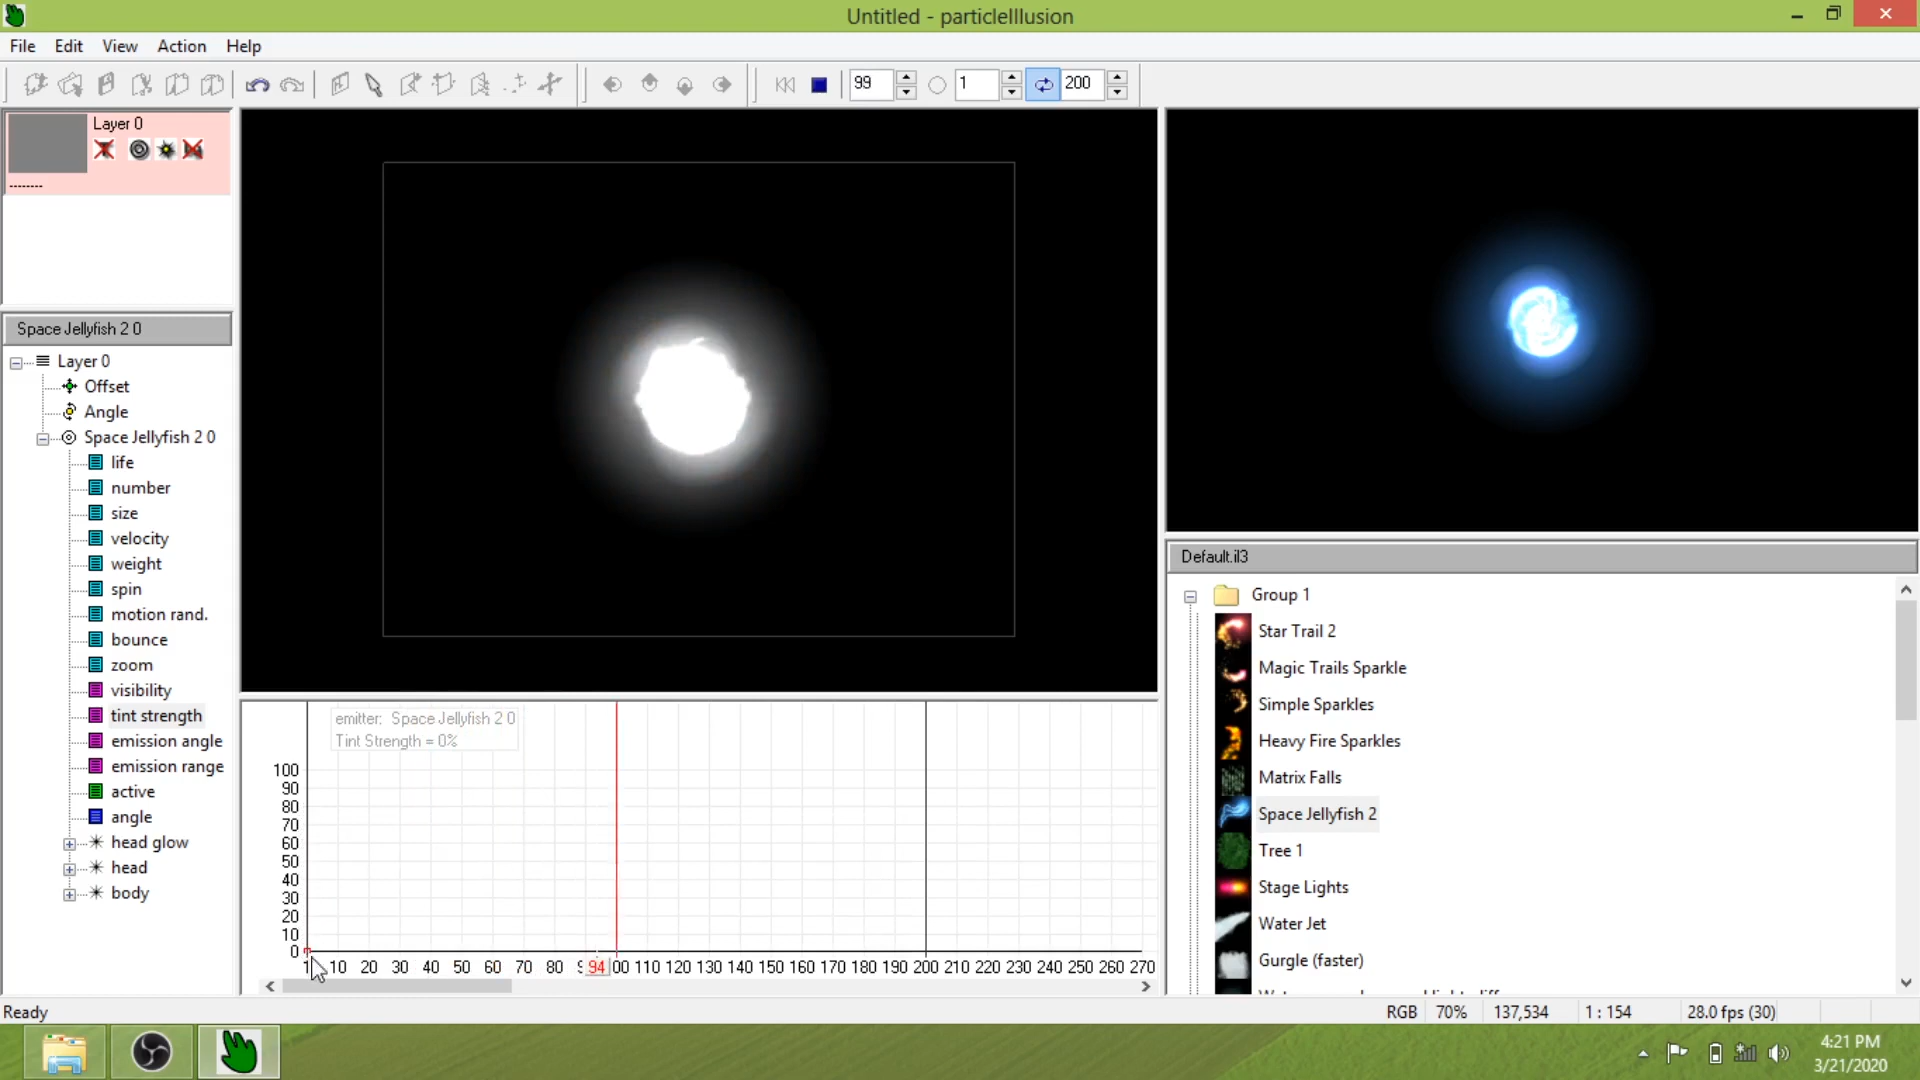 Untitled - particleIllusion
File Edit View Action Help
99 1 200
Layer 0
--------
Space Jellyfish 2 0
Layer 0
Offset
Angle
Space Jellyfish 2 0
life
number
size
velocity
weight
spin
motion rand.
bounce
zoom
visibility
tint strength
emission angle
emission range
active
angle
head glow
head
body
emitter: Space Jellyfish 2 0
Tint Strength = 0%
100
90
80
70
60
50
40
30
20
10
0
10 20 30 40 50 60 70 80 94 00 110 120 130 140 150 160 170 180 190 200 210 220 230 240 250 260 270
Default.il3
Group 1
Star Trail 2
Magic Trails Sparkle
Simple Sparkles
Heavy Fire Sparkles
Matrix Falls
Space Jellyfish 2
Tree 1
Stage Lights
Water Jet
Gurgle (faster)
Ready
RGB 70% 137,534 1 : 154 28.0 fps (30)
4:21 PM
3/21/2020